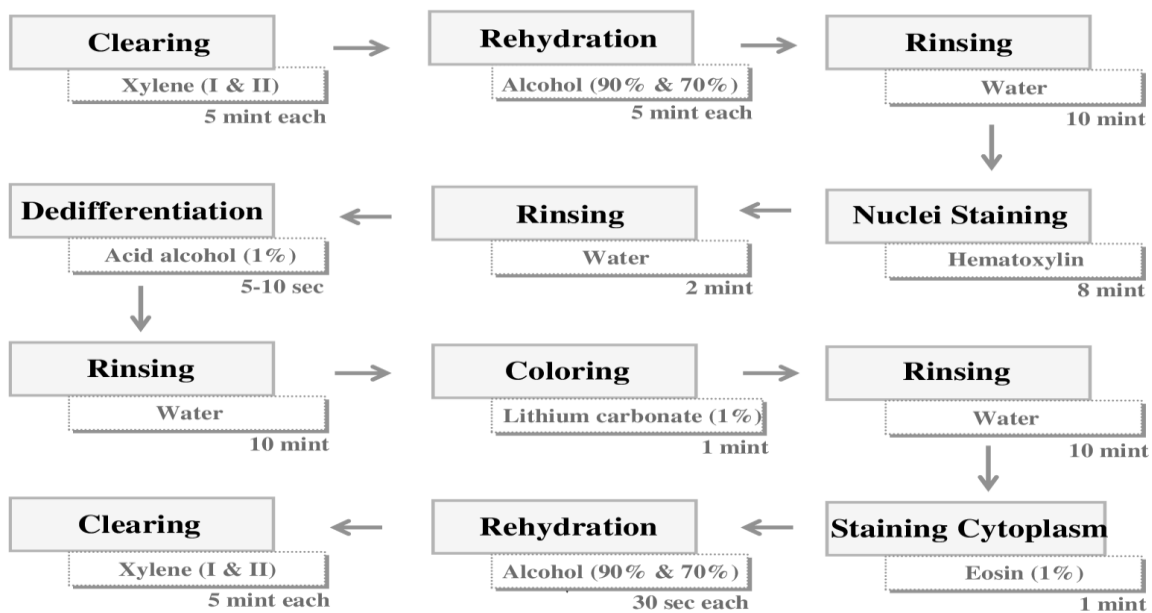 Clearing
Xylene (I & II)
5 mint each
Rehydration
Alcohol (90% & 70%)
5 mint each
Rinsing
Water
10 mint
Nuclei Staining
Hematoxylin
8 mint
Rinsing
Water
2 mint
Dedifferentiation
Acid alcohol (1%)
5-10 sec
Rinsing
Water
10 mint
Coloring
Lithium carbonate (1%)
1 mint
Rinsing
Water
10 mint
Staining Cytoplasm
Eosin (1%)
1 mint
Rehydration
Alcohol (90% & 70%)
30 sec each
Clearing
Xylene (I & II)
5 mint each